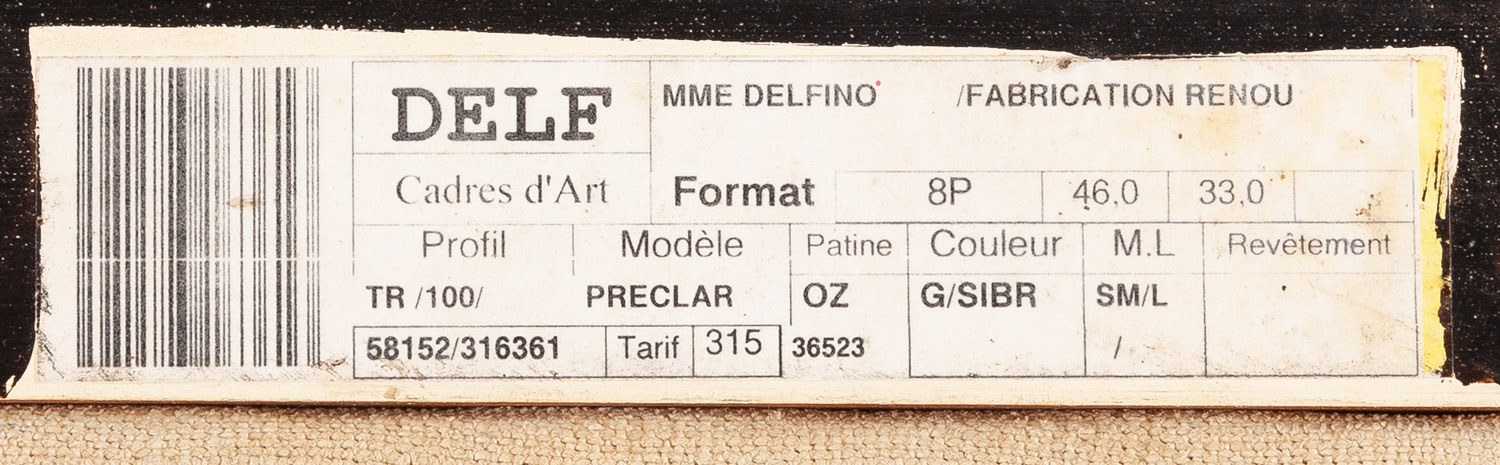 DELF MME DELFINO /FABRICATION RENOU
Cadres d'Art Format 8P 46,0 33,0
Profil Modèle Patine Couleur M.L Revêtement
TR /100/ PRECLAR OZ G/SIBR SM/L
58152/316361 Tarif 315 36523 /